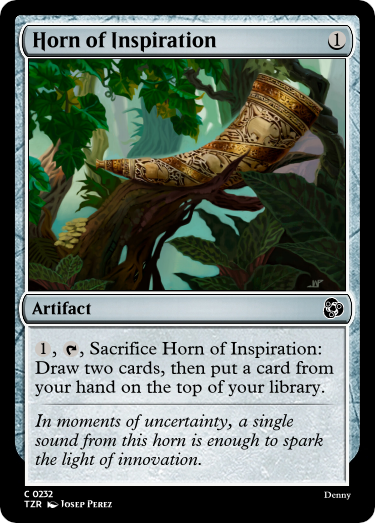 Horn of Inspiration 1
Artifact
1, , Sacrifice Horn of Inspiration:
Draw two cards, then put a card from
your hand on the top of your library.
In moments of uncertainty, a single
sound from this horn is enough to spark
the light of innovation.
C 0232 Denny
TZR Josep Perez